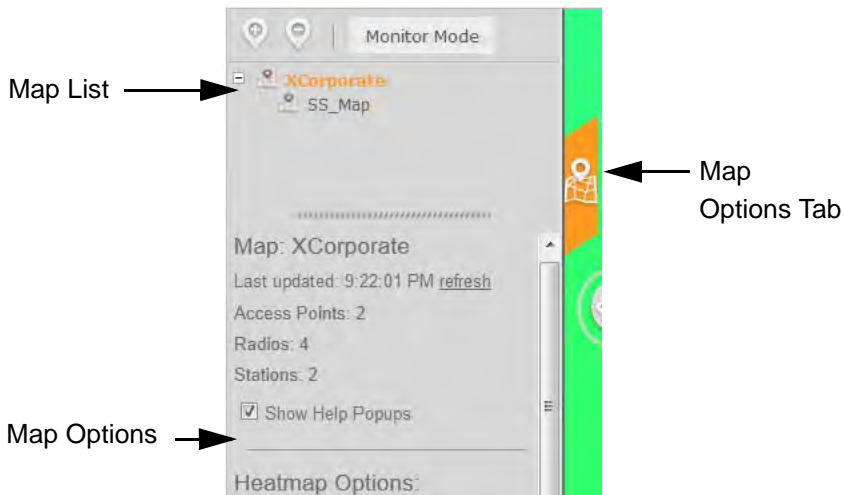 Monitor Mode
Map List
XCorporate
SS_Map
Map
Options Tab
Map: XCorporate
Last updated: 9:22:01 PM refresh
Access Points: 2
Radios: 4
Stations: 2
Show Help Popups
Map Options
Heatmap Options: